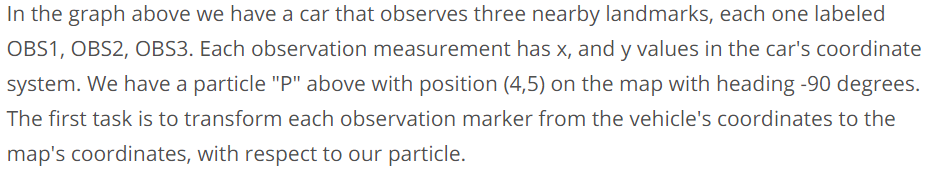 In the graph above we have a car that observes three nearby landmarks, each one labeled
OBS1, OBS2, OBS3. Each observation measurement has x, and y values in the car's coordinate
system. We have a particle "P" above with position (4,5) on the map with heading -90 degrees.
The first task is to transform each observation marker from the vehicle's coordinates to the
map's coordinates, with respect to our particle.